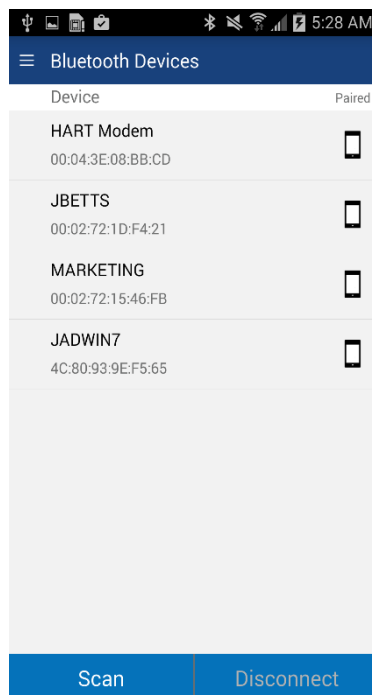 5:28 AM
Bluetooth Devices
Device Paired
HART Modem
00:04:3E:08:BB:CD
JBETTS
00:02:72:1D:F4:21
MARKETING
00:02:72:15:46:FB
JADWIN7
4C:80:93:9E:F5:65
Scan Disconnect